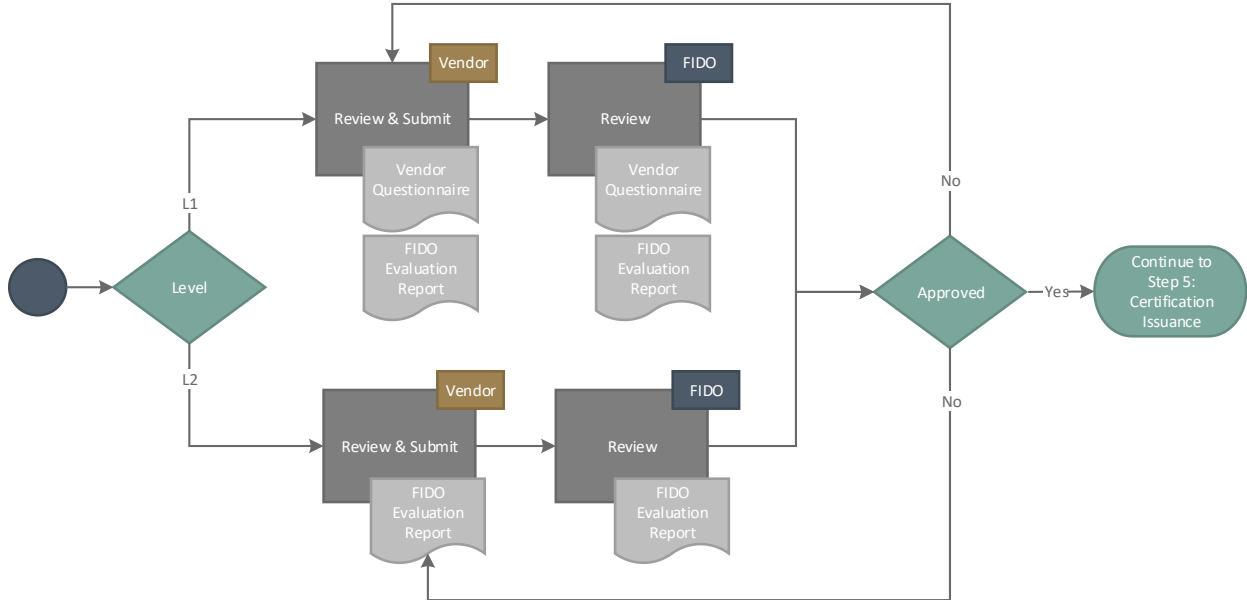 Vendor
FIDO
Review & Submit
Review
Vendor
Questionnaire
Vendor
Questionnaire
No
L1
FIDO
Evaluation
Report
FIDO
Evaluation
Report
Level
Approved
Yes
Continue to
Step 5:
Certification
Issuance
L2
Vendor
FIDO
No
Review & Submit
Review
FIDO
Evaluation
Report
FIDO
Evaluation
Report